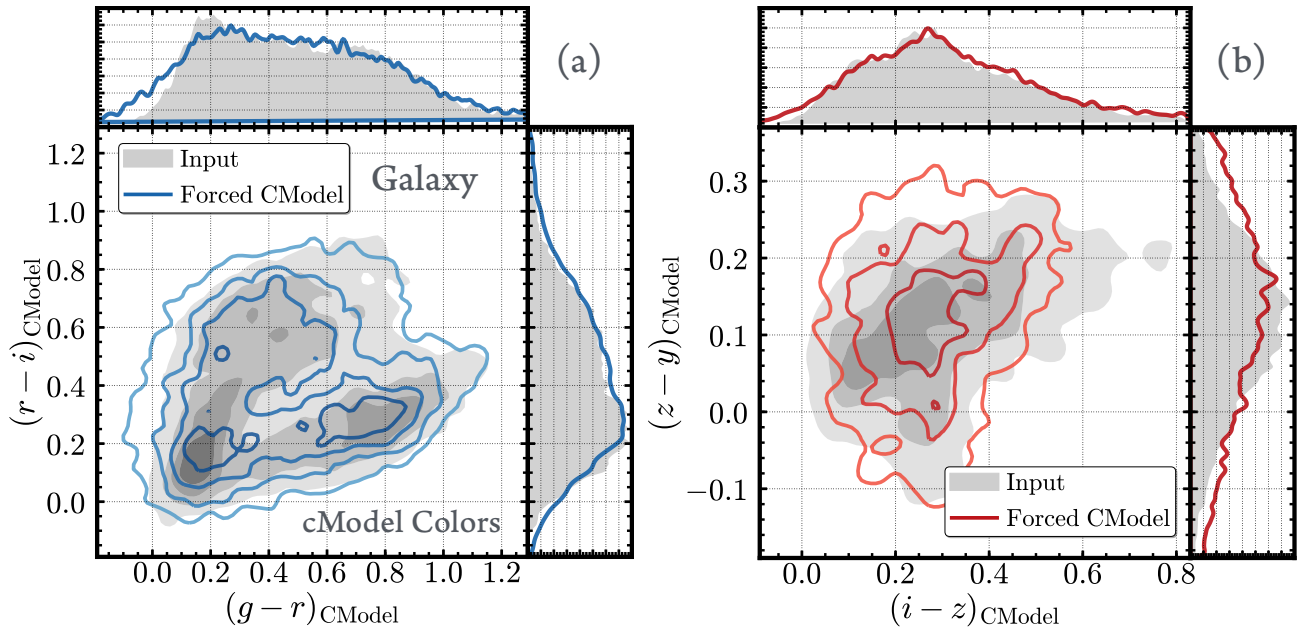 (a)
Input
Forced CModel
Galaxy
cModel Colors
1.2
1.0
0.8
0.6
0.4
0.2
0.0
(r − i)CModel
0.0 0.2 0.4 0.6 0.8 1.0 1.2
(g − r)CModel
(b)
0.3
0.2
0.1
0.0
−0.1
(z − y)CModel
Input
Forced CModel
0.0 0.2 0.4 0.6 0.8
(i − z)CModel